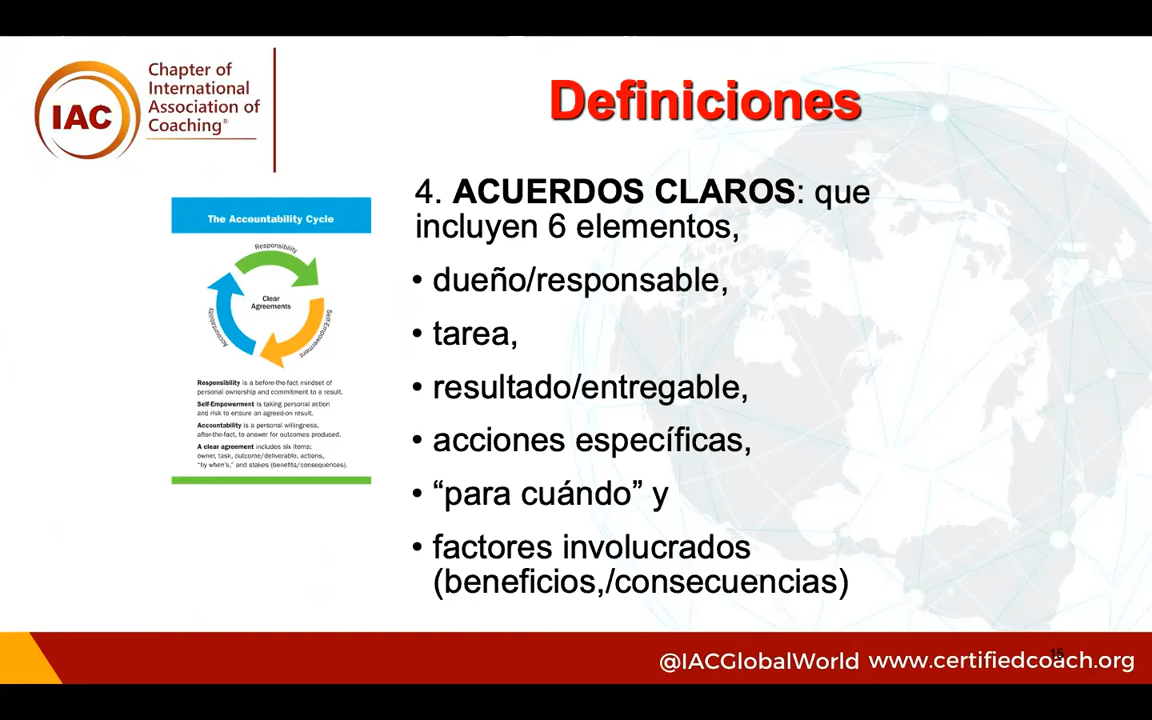 IAC
Chapter of
International
Association of
Coaching®
Definiciones
4. ACUERDOS CLAROS: que
incluyen 6 elementos,
• dueño/responsable,
• tarea,
• resultado/entregable,
• acciones específicas,
• “para cuándo” y
• factores involucrados
(beneficios,/consecuencias)
The Accountability Cycle
Responsibility
Clear
Agreements
Accountability
Self-Empowerment
Responsibility is a before-the-fact mindset of
personal ownership and commitment to a result.
Self-Empowerment is taking personal action
and risk to ensure an agreed-on result.
Accountability is a personal willingness,
after-the-fact, to answer for outcomes produced.
A clear agreement includes six items:
owner, task, outcome/deliverable, actions,
"by when's," and stakes (benefits/consequences).
15
@IACGlobalWorld www.certifiedcoach.org